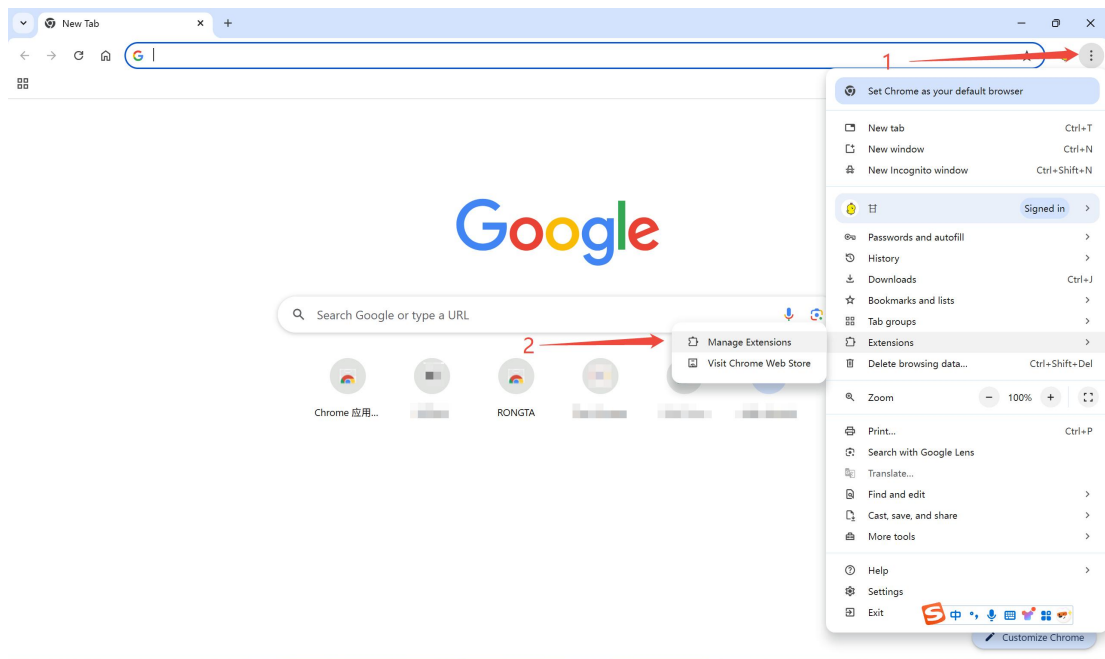 New Tab
1
Set Chrome as your default browser
New tab Ctrl+T
New window Ctrl+N
New Incognito window Ctrl+Shift+N
Signed in
Passwords and autofill
History
Downloads Ctrl+J
Bookmarks and lists
Tab groups
Extensions
Delete browsing data... Ctrl+Shift+Del
Zoom − 100% +
Print... Ctrl+P
Search with Google Lens
Translate...
Find and edit
Cast, save, and share
More tools
Help
Settings
Exit
Google
Search Google or type a URL
2
Manage Extensions
Visit Chrome Web Store
Chrome 应用...
RONGTA
中
Customize Chrome